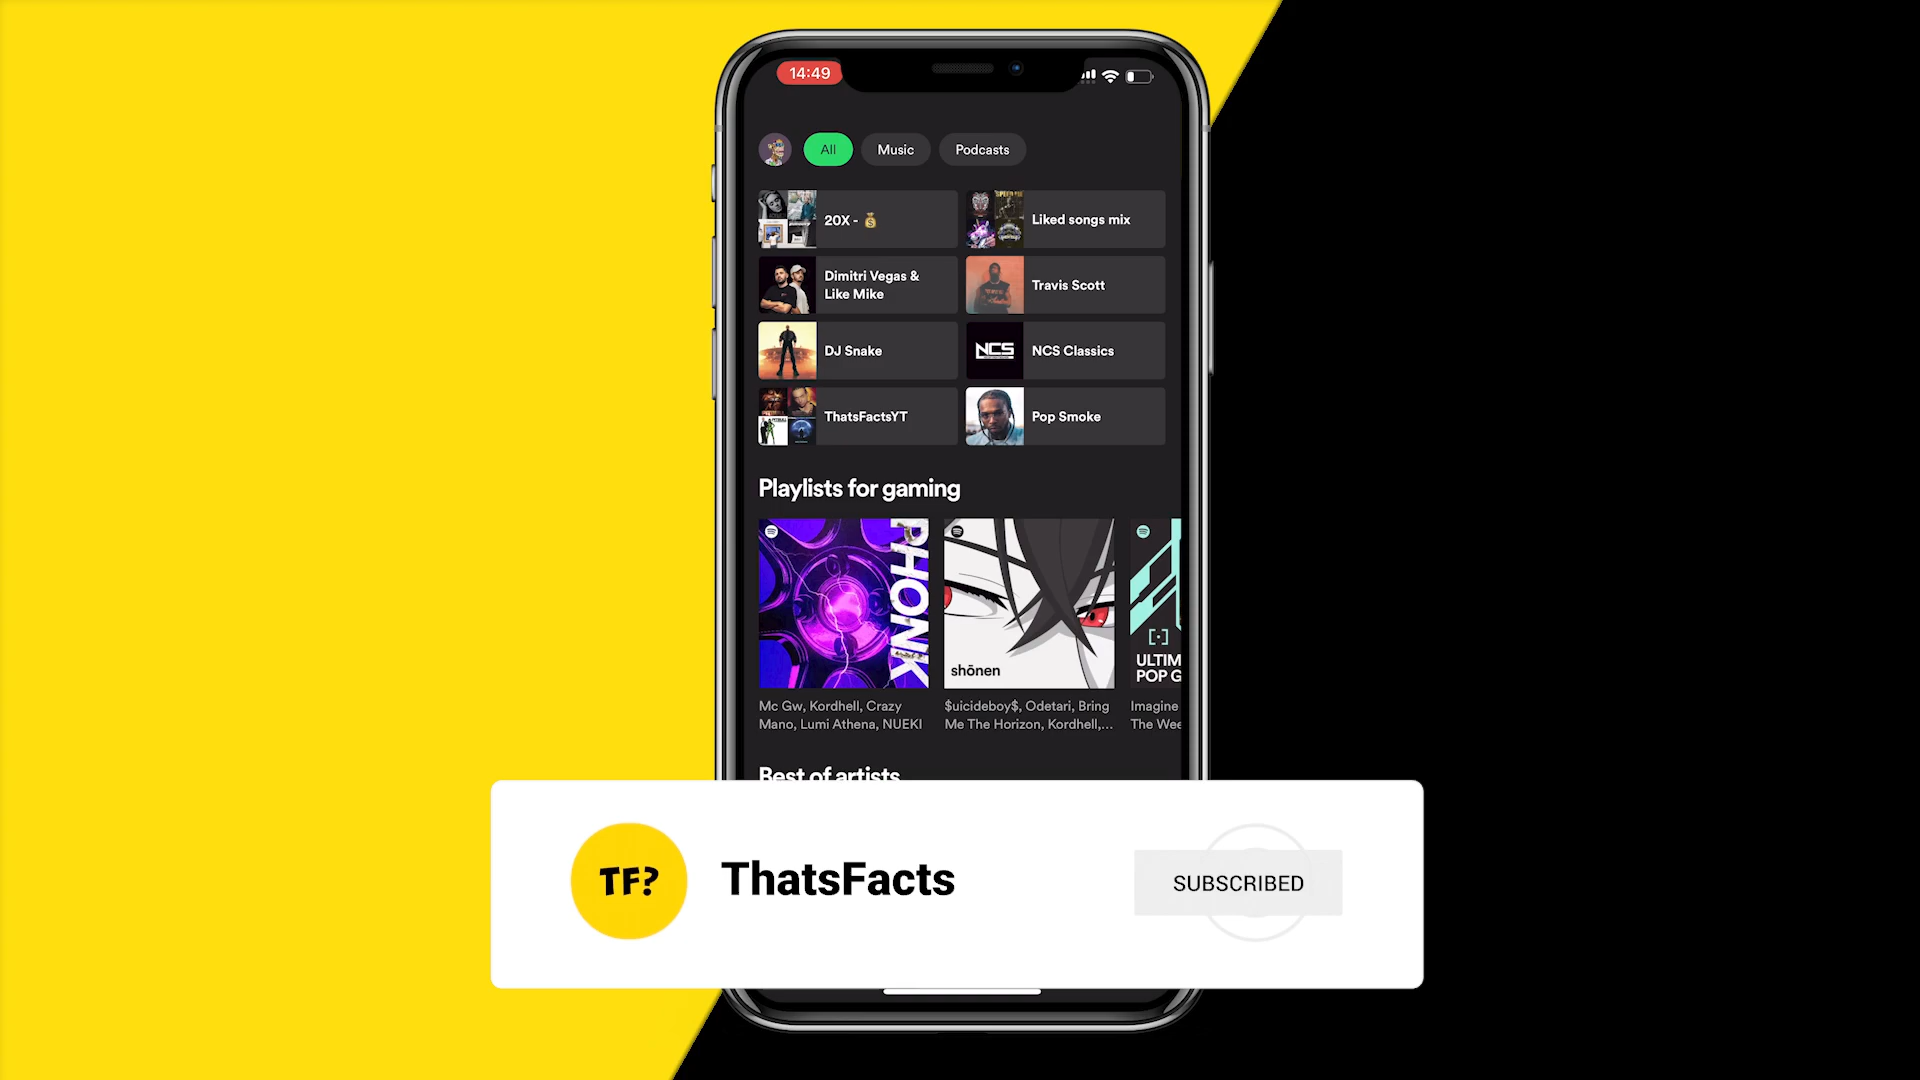 14:49
All
Music
Podcasts
20X - 💰
Liked songs mix
Dimitri Vegas &
Like Mike
Travis Scott
DJ Snake
NCS
NCS Classics
ThatsFactsYT
Pop Smoke
Playlists for gaming
PHONK
shōnen
ULTIM
POP G
Mc Gw, Kordhell, Crazy
Mano, Lumi Athena, NUEKI
$uicideboy$, Odetari, Bring
Me The Horizon, Kordhell,...
Imagine
The Wee
Best of artists
TF?
ThatsFacts
SUBSCRIBED